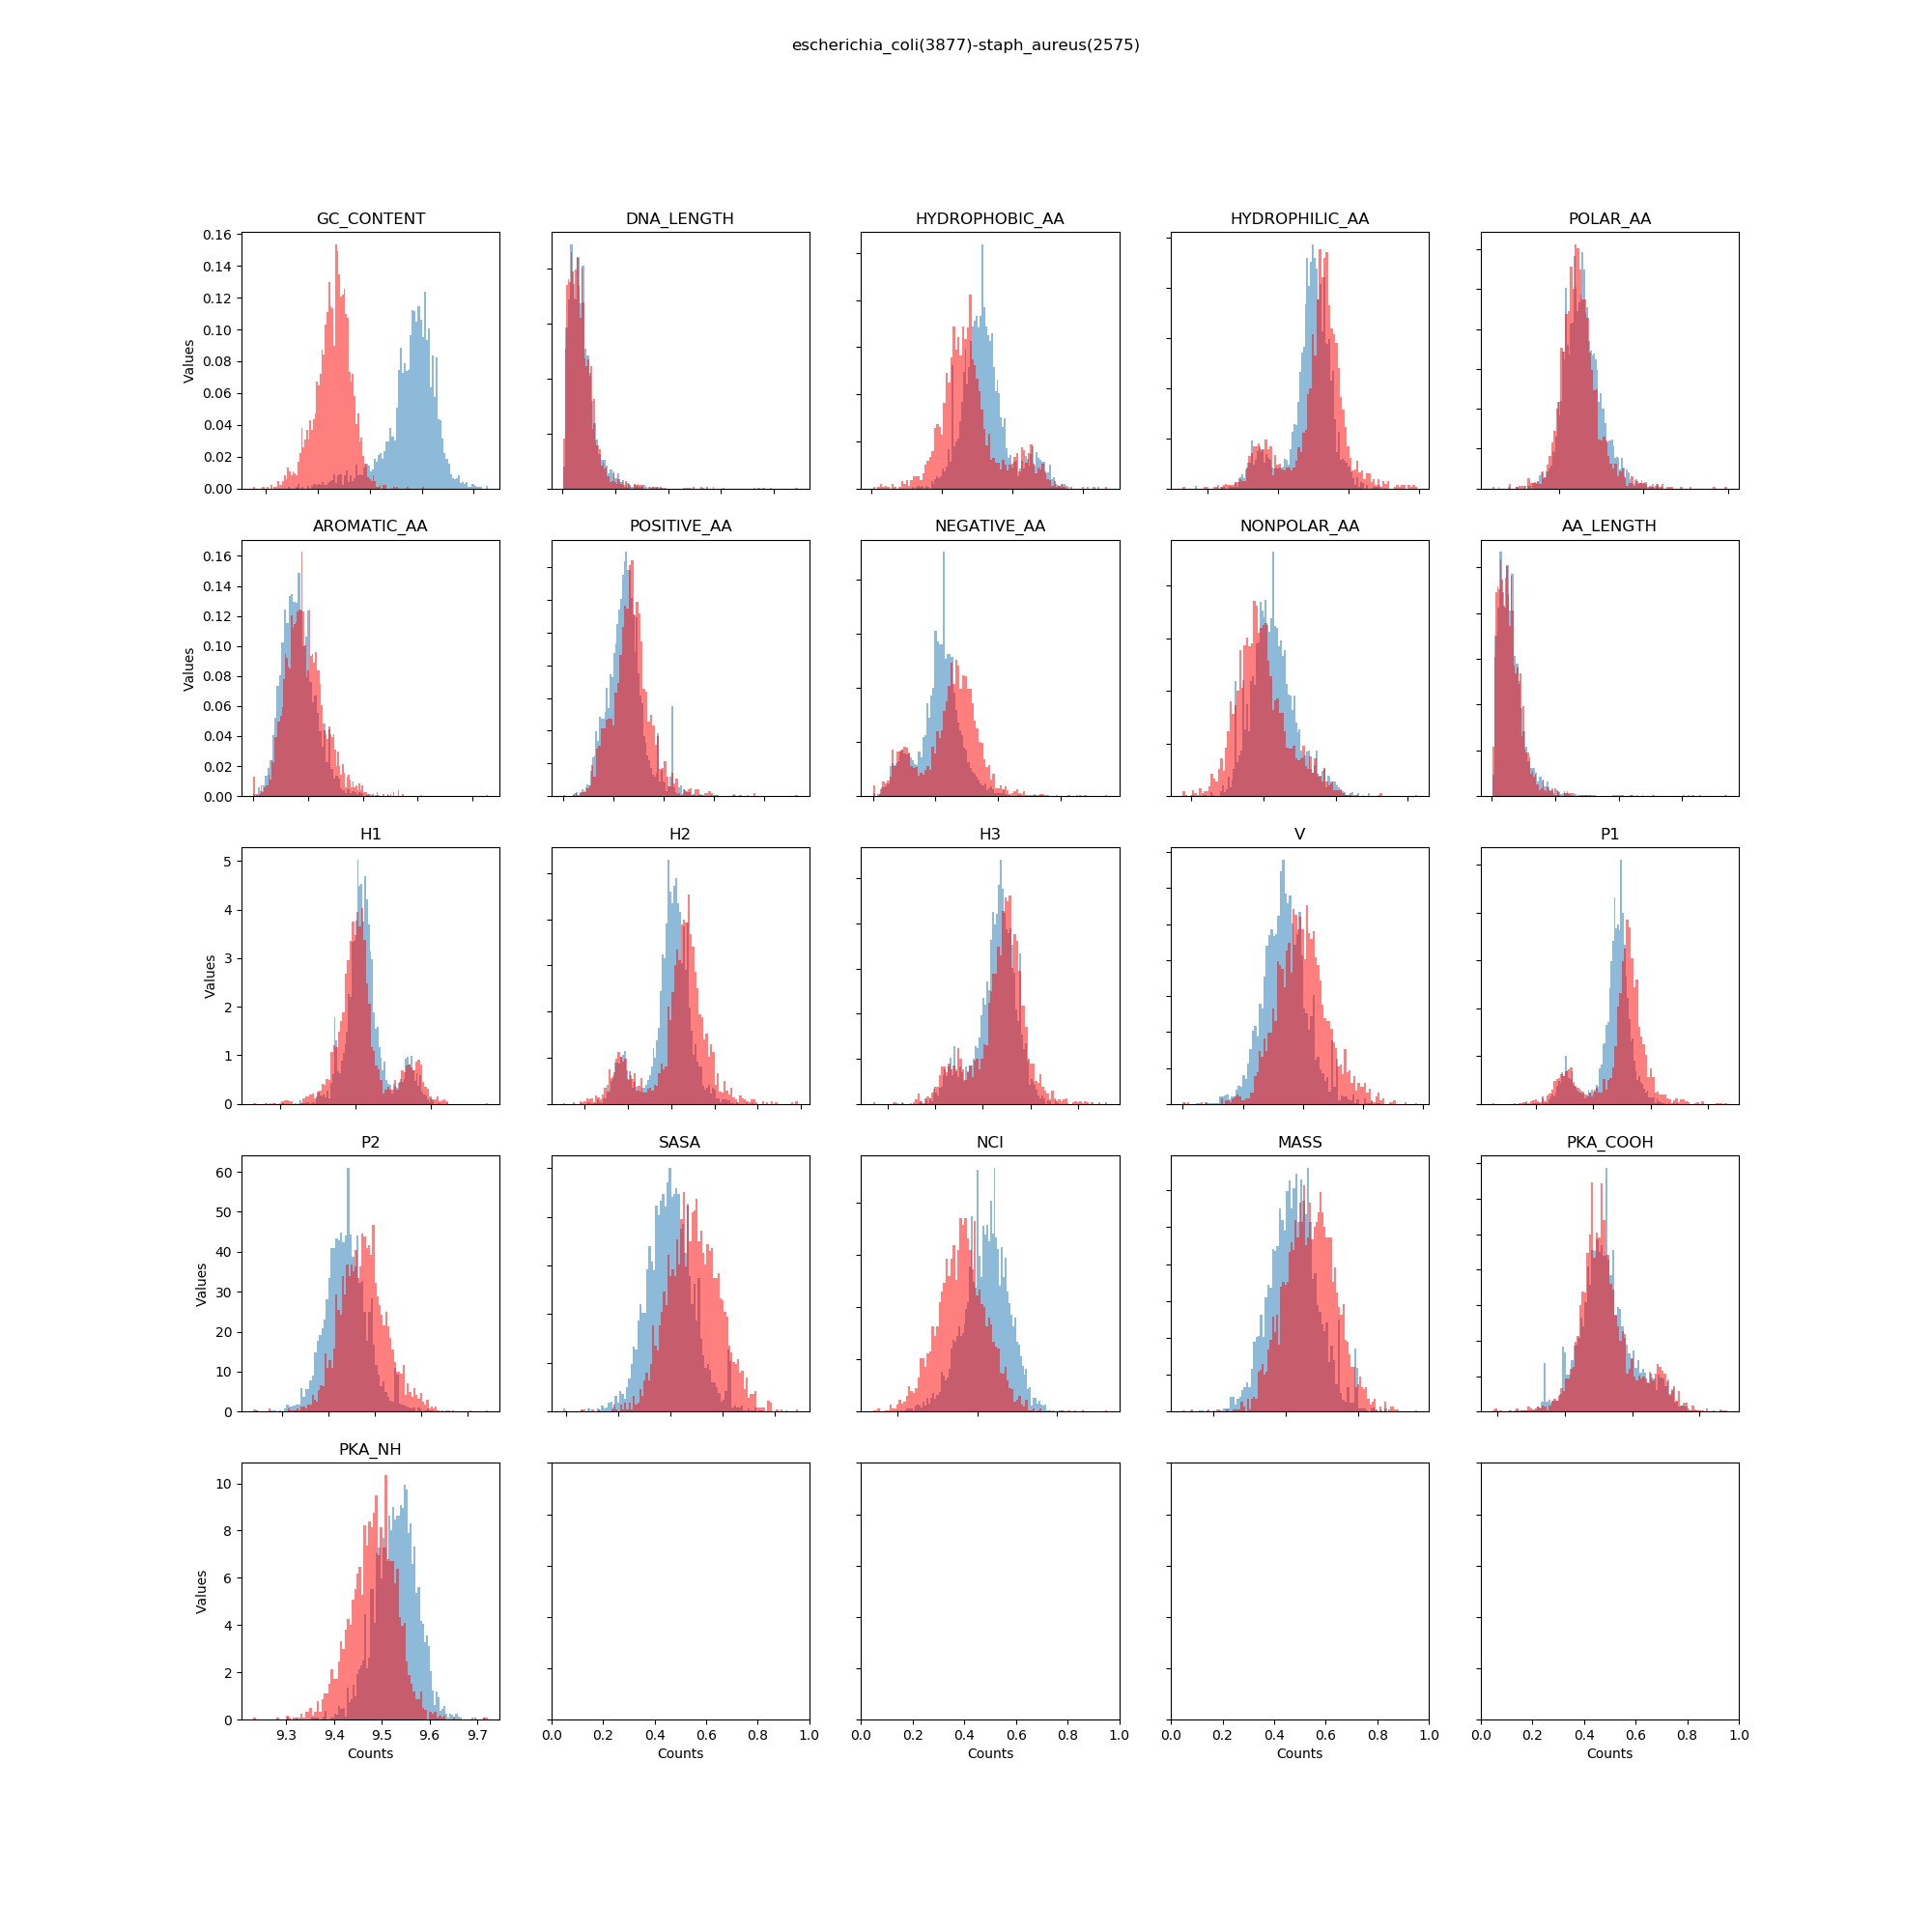 escherichia_coli(3877)-staph_aureus(2575)
GC_CONTENT DNA_LENGTH HYDROPHOBIC_AA HYDROPHILIC_AA POLAR_AA
0.16
0.14
0.12
0.10
0.08
0.06
0.04
0.02
0.00
Values
AROMATIC_AA POSITIVE_AA NEGATIVE_AA NONPOLAR_AA AA_LENGTH
0.16
0.14
0.12
0.10
0.08
0.06
0.04
0.02
0.00
Values
H1 H2 H3 V P1
5
4
3
2
1
0
Values
P2 SASA NCI MASS PKA_COOH
60
50
40
30
20
10
0
Values
PKA_NH
10
8
6
4
2
0
Values
9.3 9.4 9.5 9.6 9.7 0.0 0.2 0.4 0.6 0.8 1.0 0.0 0.2 0.4 0.6 0.8 1.0 0.0 0.2 0.4 0.6 0.8 1.0 0.0 0.2 0.4 0.6 0.8 1.0
Counts Counts Counts Counts Counts